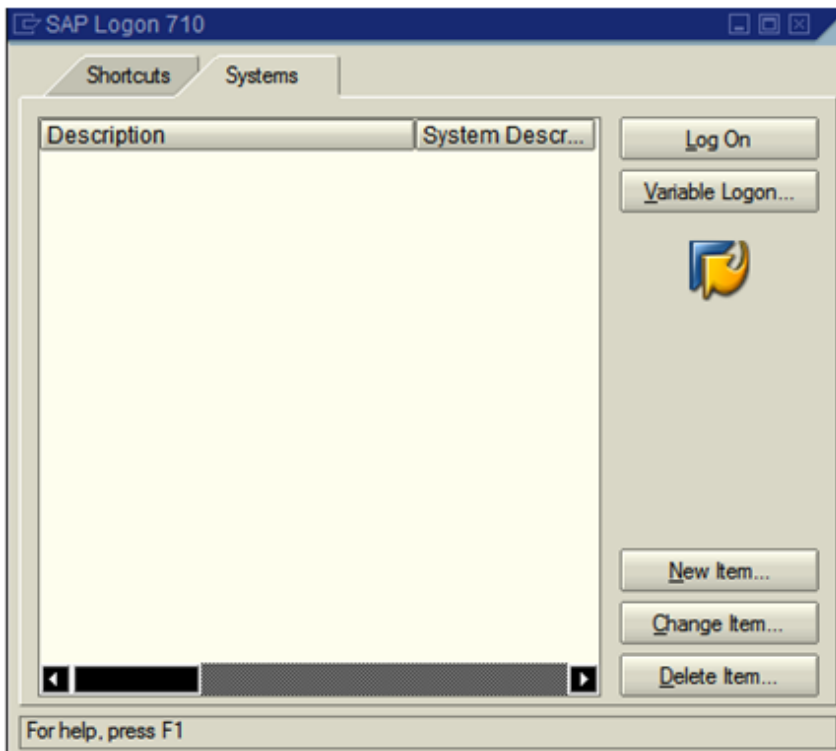 SAP Logon 710
Shortcuts Systems
Description System Descr...
Log On
Variable Logon...
New Item...
Change Item...
Delete Item...
For help, press F1